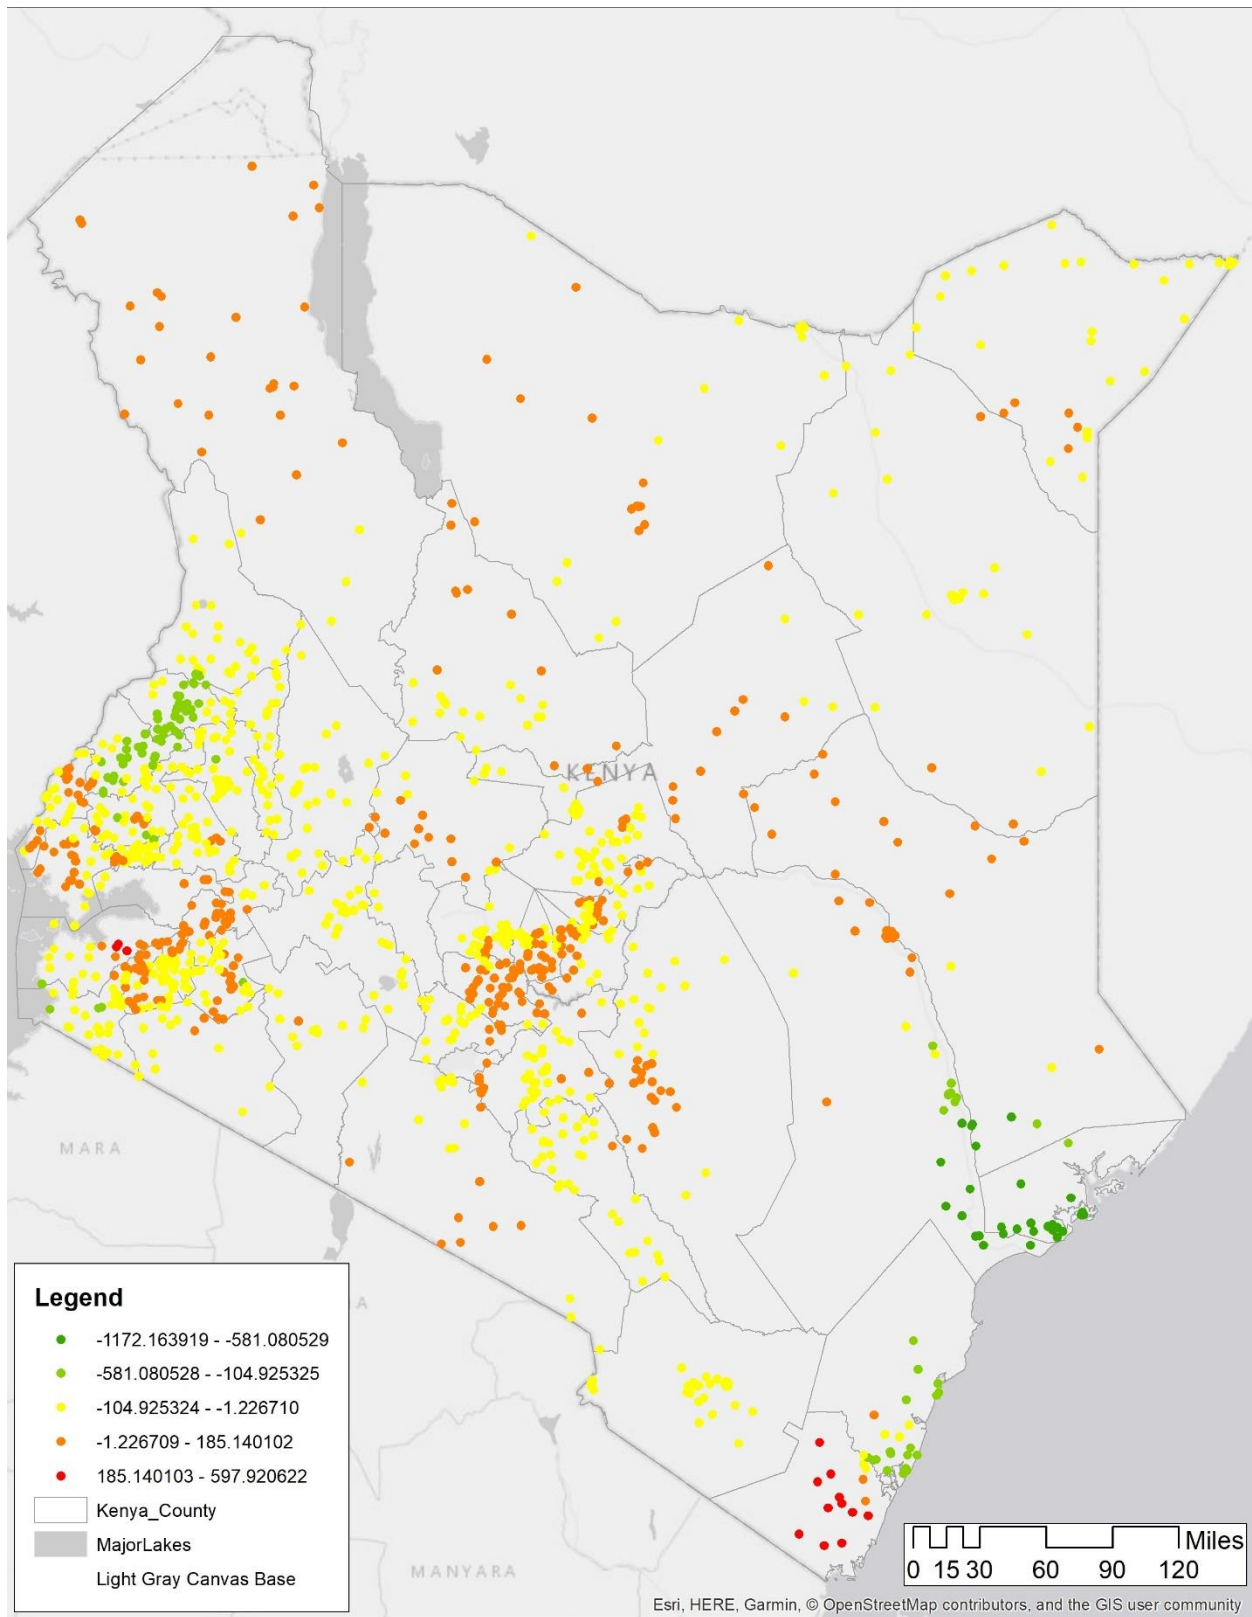 KENYA
MARA
A
MANYARA
Legend
-1172.163919 - -581.080529
-581.080528 - -104.925325
-104.925324 - -1.226710
-1.226709 - 185.140102
185.140103 - 597.920622
Kenya_County
MajorLakes
Light Gray Canvas Base
Miles
0 15 30 60 90 120
Esri, HERE, Garmin, © OpenStreetMap contributors, and the GIS user community